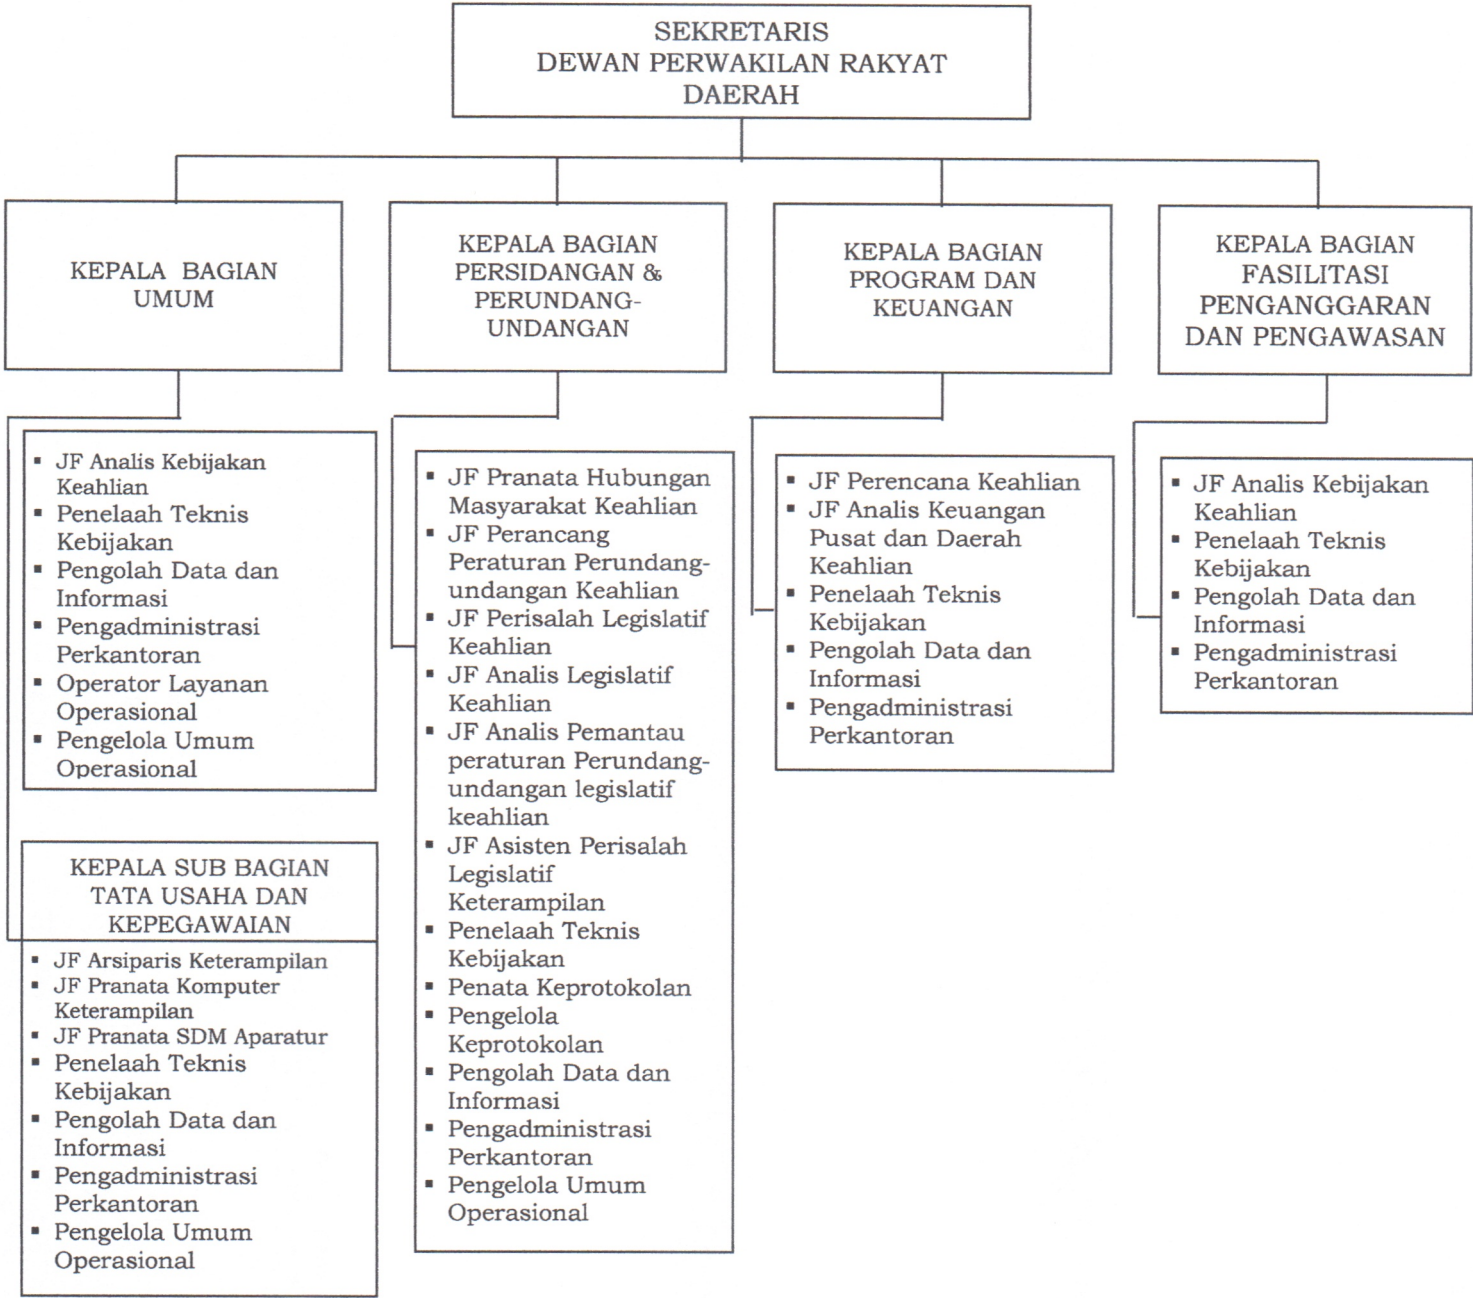 SEKRETARIS
DEWAN PERWAKILAN RAKYAT
DAERAH
KEPALA BAGIAN
UMUM
KEPALA BAGIAN
PERSIDANGAN &
PERUNDANG-
UNDANGAN
KEPALA BAGIAN
PROGRAM DAN
KEUANGAN
KEPALA BAGIAN
FASILITASI
PENGANGGARAN
DAN PENGAWASAN
▪ JF Analis Kebijakan
Keahlian
▪ Penelaah Teknis
Kebijakan
▪ Pengolah Data dan
Informasi
▪ Pengadministrasi
Perkantoran
▪ Operator Layanan
Operasional
▪ Pengelola Umum
Operasional
KEPALA SUB BAGIAN
TATA USAHA DAN
KEPEGAWAIAN
▪ JF Arsiparis Keterampilan
▪ JF Pranata Komputer
Keterampilan
▪ JF Pranata SDM Aparatur
▪ Penelaah Teknis
Kebijakan
▪ Pengolah Data dan
Informasi
▪ Pengadministrasi
Perkantoran
▪ Pengelola Umum
Operasional
▪ JF Pranata Hubungan
Masyarakat Keahlian
▪ JF Perancang
Peraturan Perundang-
undangan Keahlian
▪ JF Perisalah Legislatif
Keahlian
▪ JF Analis Legislatif
Keahlian
▪ JF Analis Pemantau
peraturan Perundang-
undangan legislatif
keahlian
▪ JF Asisten Perisalah
Legislatif
Keterampilan
▪ Penelaah Teknis
Kebijakan
▪ Penata Keprotokolan
▪ Pengelola
Keprotokolan
▪ Pengolah Data dan
Informasi
▪ Pengadministrasi
Perkantoran
▪ Pengelola Umum
Operasional
▪ JF Perencana Keahlian
▪ JF Analis Keuangan
Pusat dan Daerah
Keahlian
▪ Penelaah Teknis
Kebijakan
▪ Pengolah Data dan
Informasi
▪ Pengadministrasi
Perkantoran
▪ JF Analis Kebijakan
Keahlian
▪ Penelaah Teknis
Kebijakan
▪ Pengolah Data dan
Informasi
▪ Pengadministrasi
Perkantoran